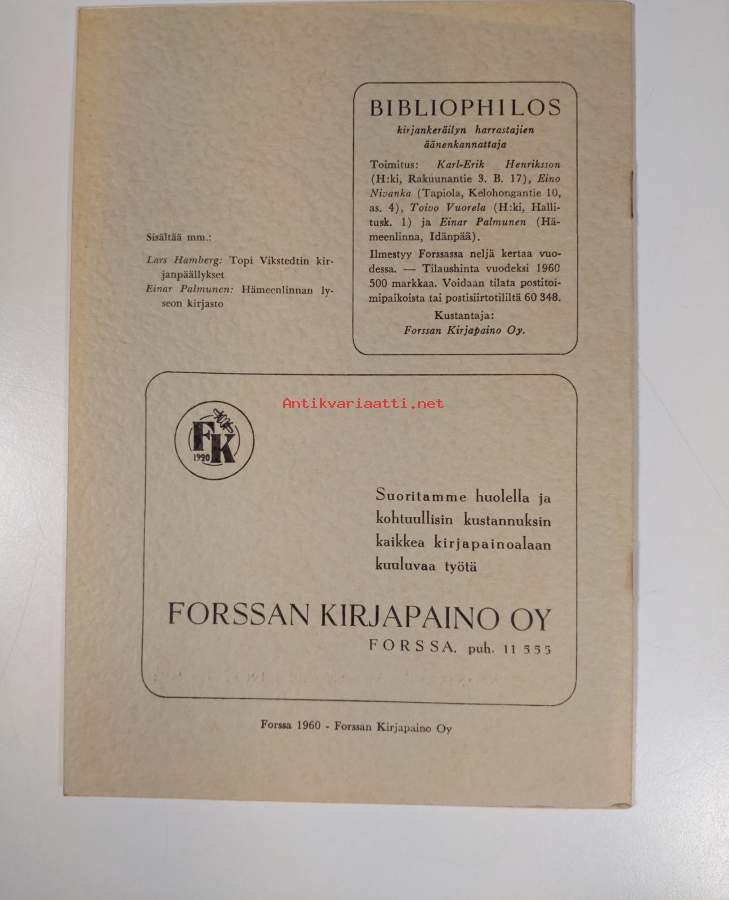 BIBLIOPHILOS
kirjankeräilyn harrastajien
äänenkannattaja
Toimitus: Karl-Erik Henriksson
(H:ki, Rakuunantie 3. B. 17), Eino
Nivanka (Tapiola, Kelohongantie 10,
as. 4), Toivo Vuorela (H:ki, Halli-
tusk. 1) ja Einar Palmunen (Hä-
meenlinna, Idänpää).
Ilmestyy Forssassa neljä kertaa vuo-
dessa. — Tilaushinta vuodeksi 1960
500 markkaa. Voidaan tilata postitoi-
mipaikoista tai postisiirtotililtä 60 348.
Kustantaja:
Forssan Kirjapaino Oy.
Sisältää mm.:
Lars Hamberg: Topi Vikstedtin kir-
janpäällykset
Einar Palmunen: Hämeenlinnan ly-
seon kirjasto
Antikvariaatti.net
FK
1920
Suoritamme huolella ja
kohtuullisin kustannuksin
kaikkea kirjapainoalaan
kuuluvaa työtä
FORSSAN KIRJAPAINO OY
FORSSA, puh. 11 555
Forssa 1960 - Forssan Kirjapaino Oy